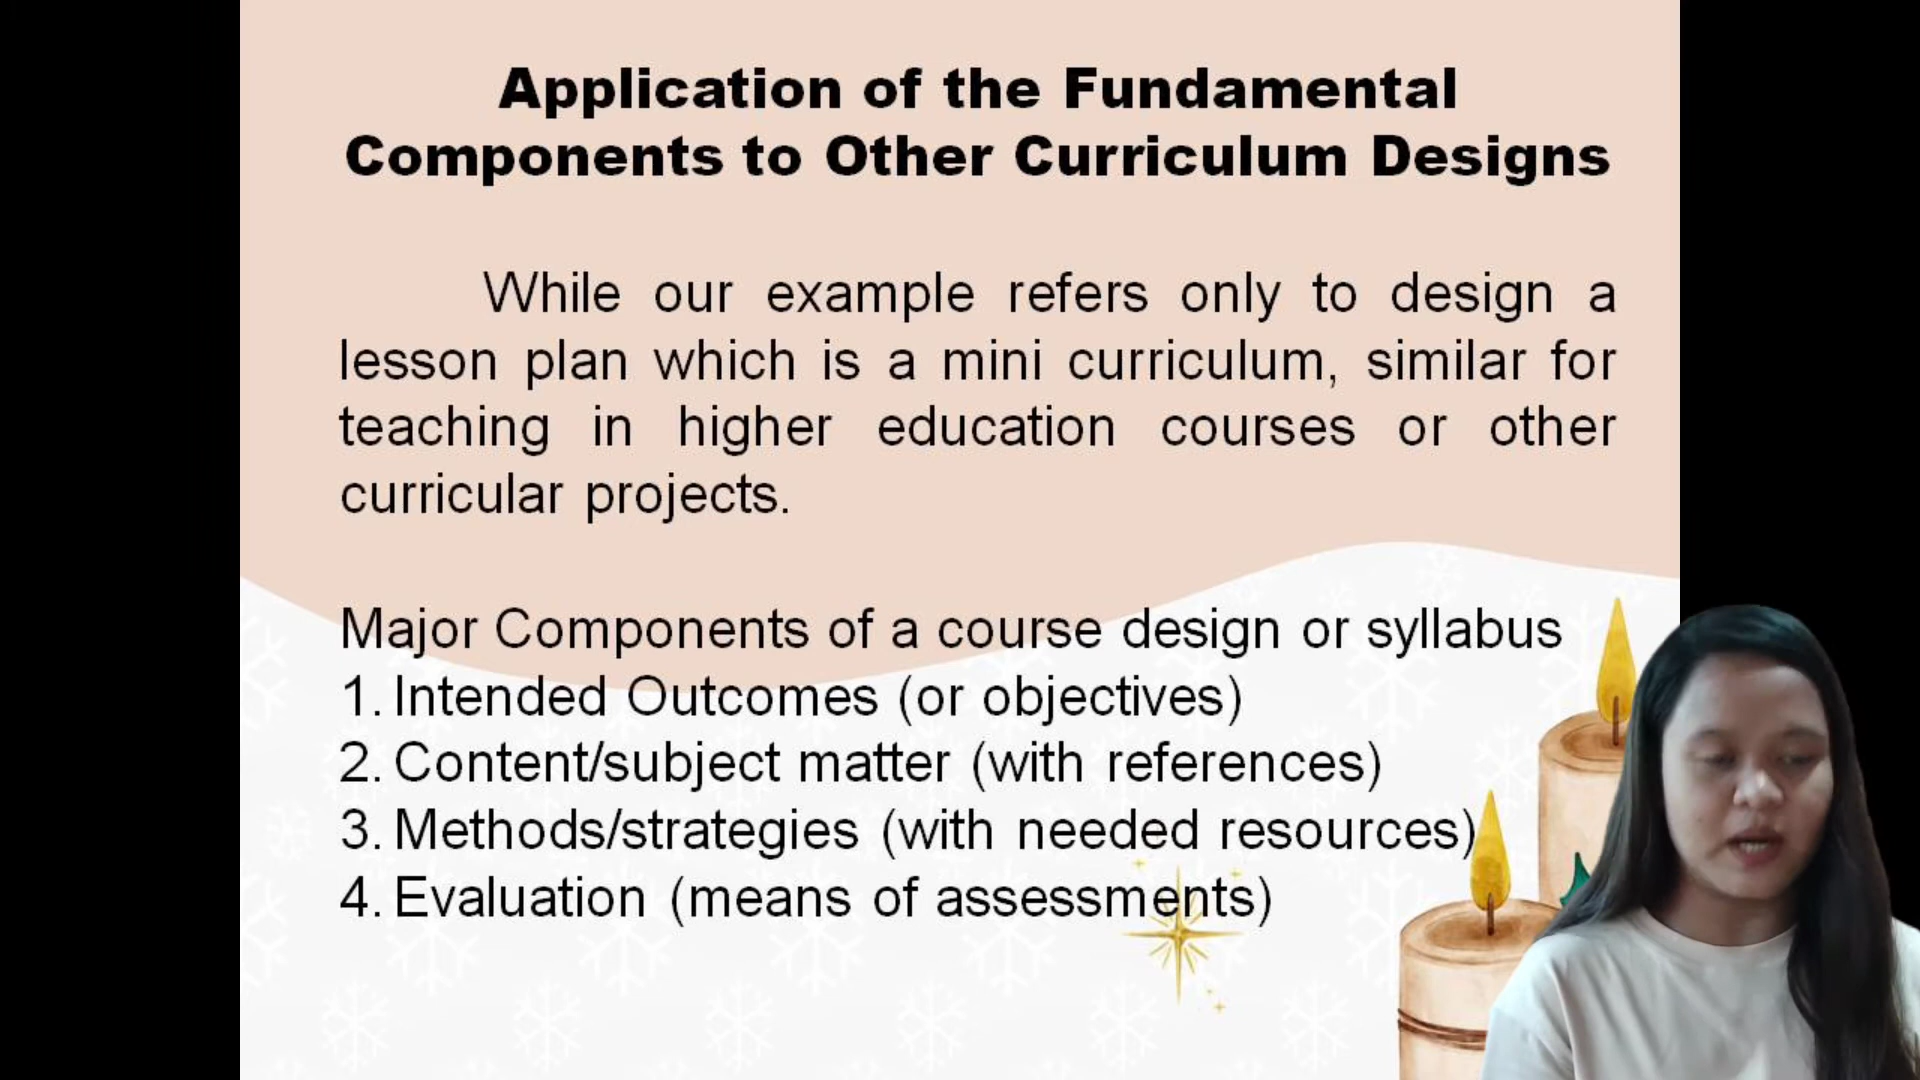 Application of the Fundamental
Components to Other Curriculum Designs
While our example refers only to design a
lesson plan which is a mini curriculum, similar for
teaching in higher education courses or other
curricular projects.
Major Components of a course design or syllabus
1. Intended Outcomes (or objectives)
2. Content/subject matter (with references)
3. Methods/strategies (with needed resources)
4. Evaluation (means of assessments)